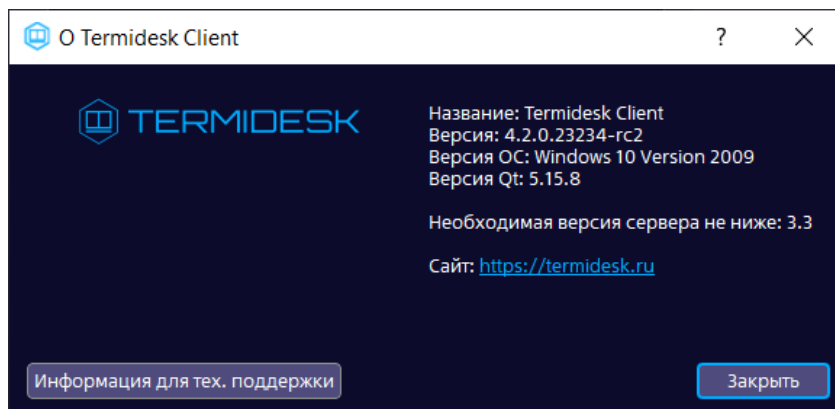 О Termidesk Client
?
TERMIDESK
Название: Termidesk Client
Версия: 4.2.0.23234-rc2
Версия ОС: Windows 10 Version 2009
Версия Qt: 5.15.8
Необходимая версия сервера не ниже: 3.3
Сайт: https://termidesk.ru
Информация для тех. поддержки
Закрыть